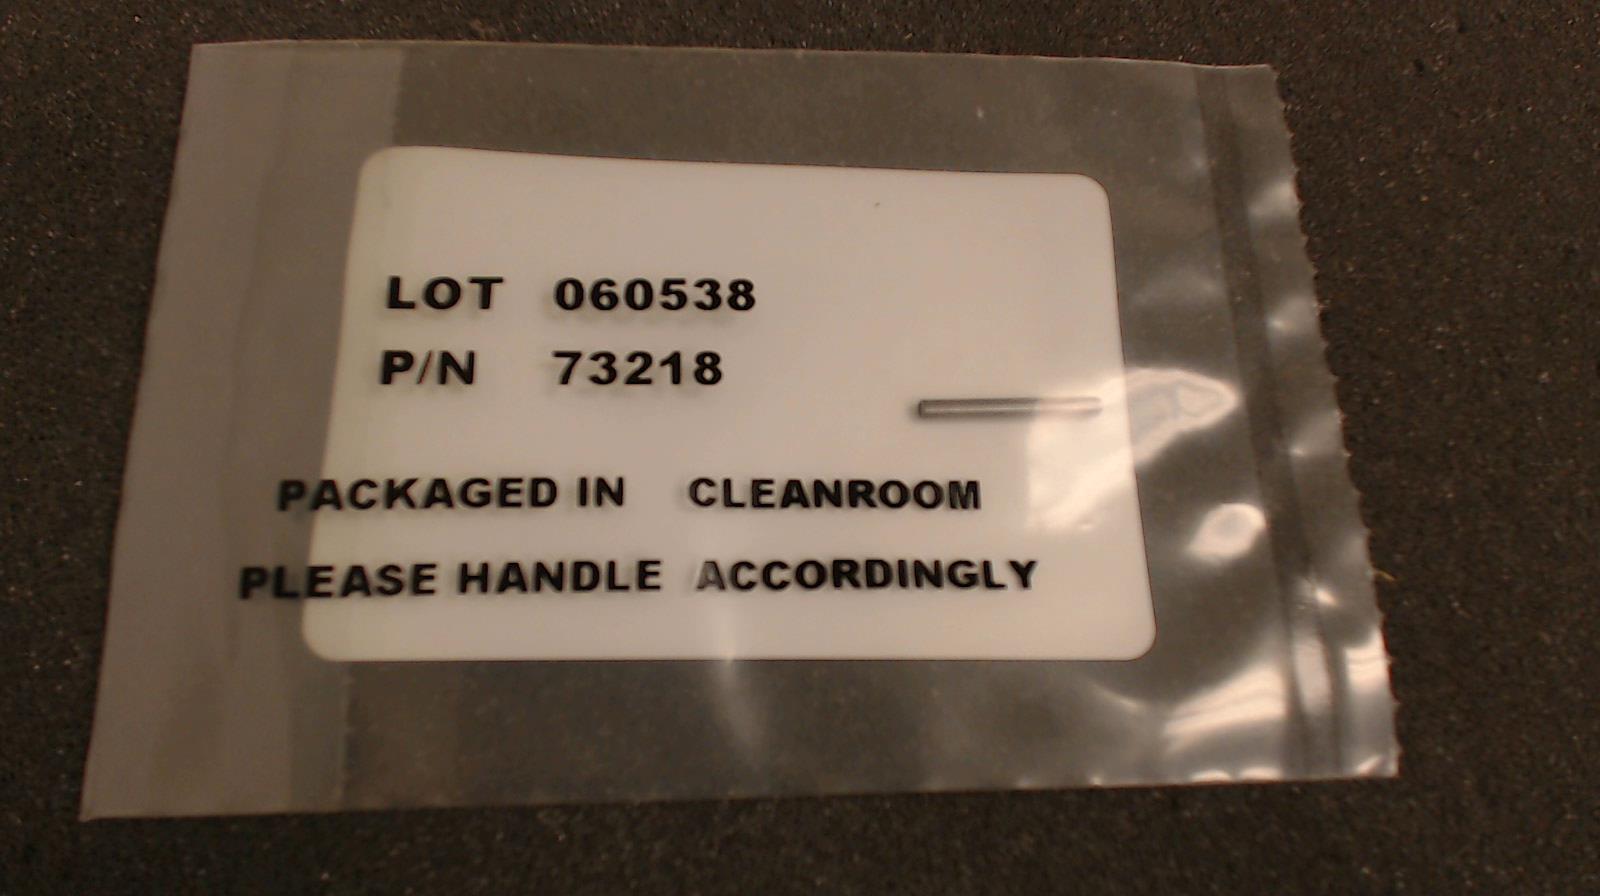 LOT 060538
P/N 73218
PACKAGED IN CLEANROOM
PLEASE HANDLE ACCORDINGLY